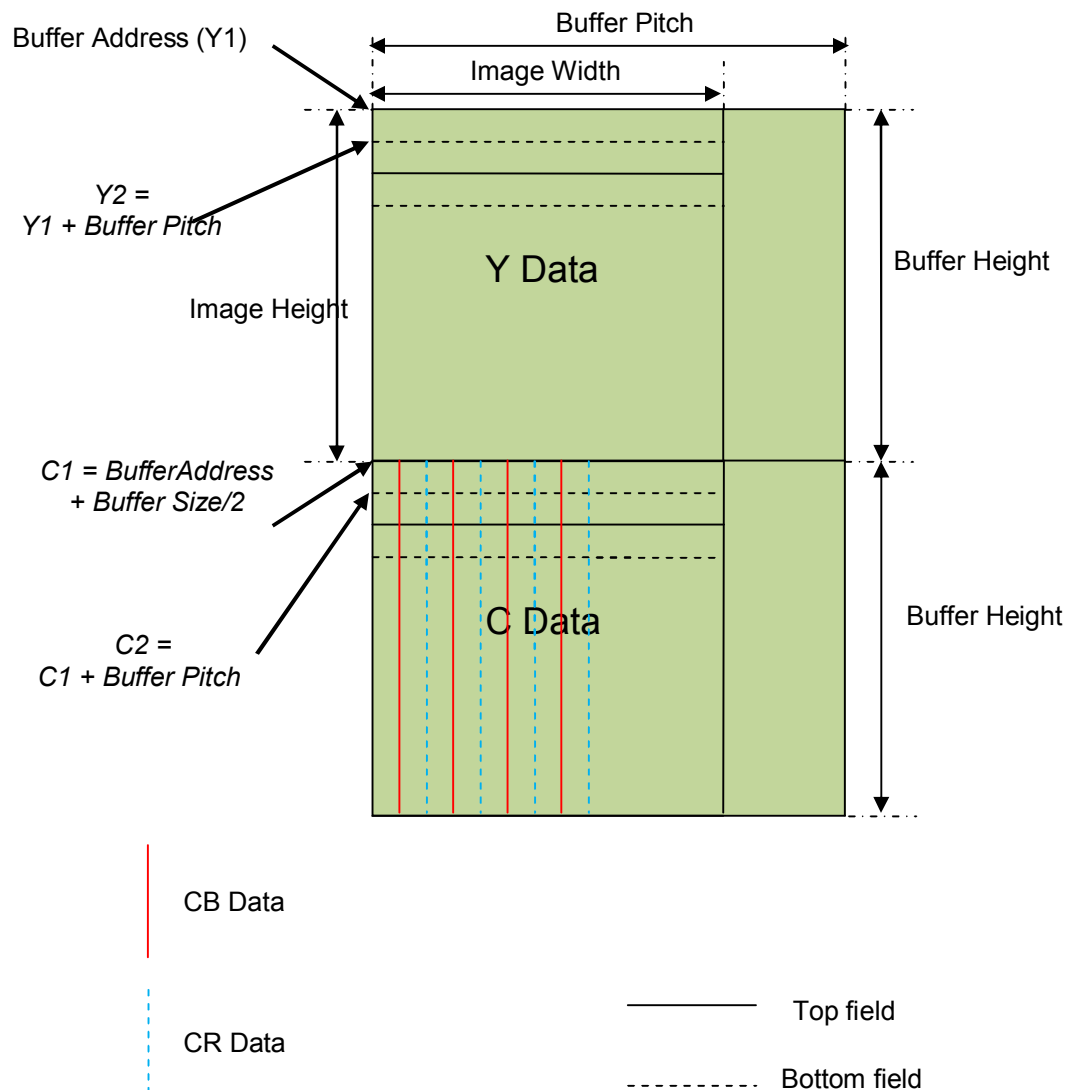 Buffer Pitch
Buffer Address (Y1)
Image Width
Y2 =
Y1 + Buffer Pitch
Y Data
Buffer Height
Image Height
C1 = BufferAddress
+ Buffer Size/2
C Data
Buffer Height
C2 =
C1 + Buffer Pitch
CB Data
Top field
CR Data
Bottom field